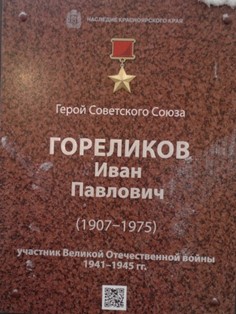 НАСЛЕДИЕ КРАСНОЯРСКОГО КРАЯ
Герой Советского Союза
ГОРЕЛИКОВ
Иван
Павлович
(1907–1975)
участник Великой Отечественной войны
1941–1945 гг.